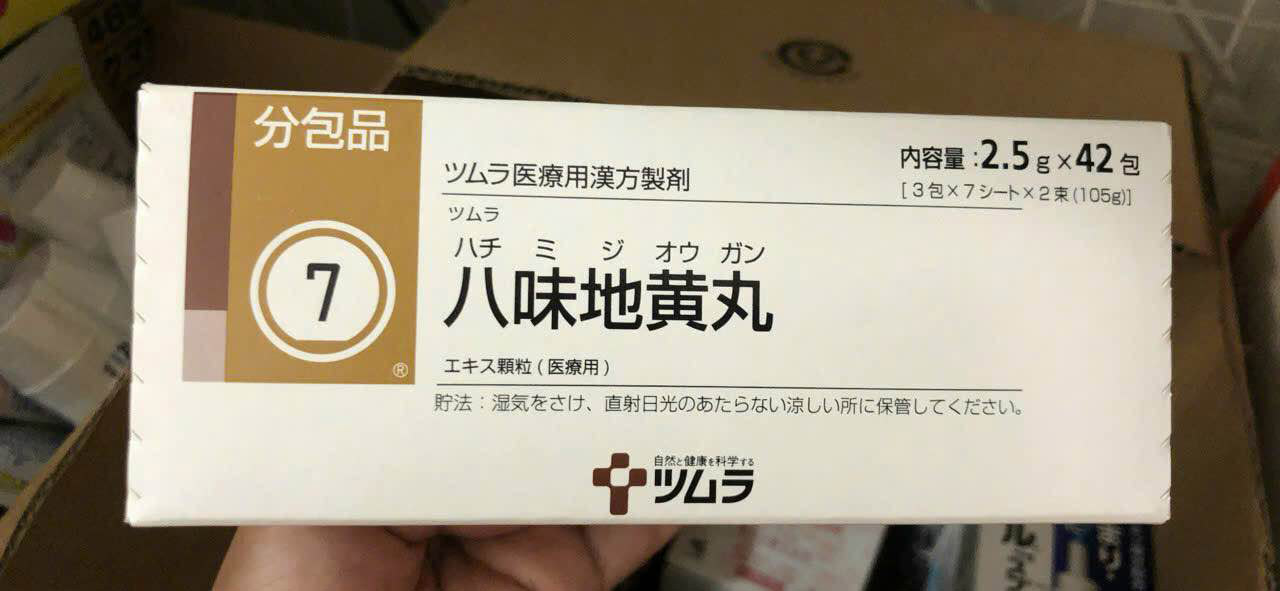 分包品
7
®
ツムラ医療用漢方製剤
内容量:2.5g×42包
[3包×7シート×2束(105g)]
ツムラ
ハチ ミ ジ オウ ガン
八味地黄丸
エキス顆粒(医療用)
貯法:湿気をさけ、直射日光のあたらない涼しい所に保管してください。
自然と健康を科学する
ツムラ